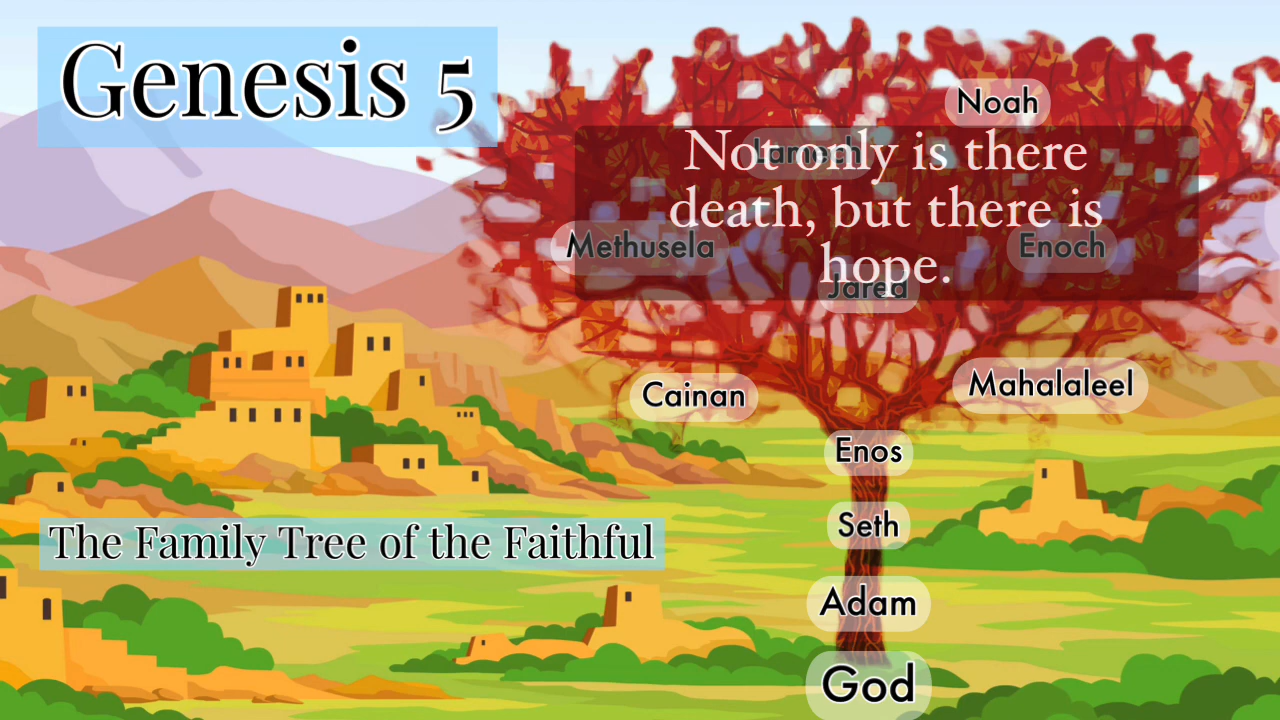 Genesis 5
Noah
Lamech
Not only is there
death, but there is
hope.
Methusela
Enoch
Jared
Cainan
Mahalaleel
Enos
Seth
The Family Tree of the Faithful
Adam
God